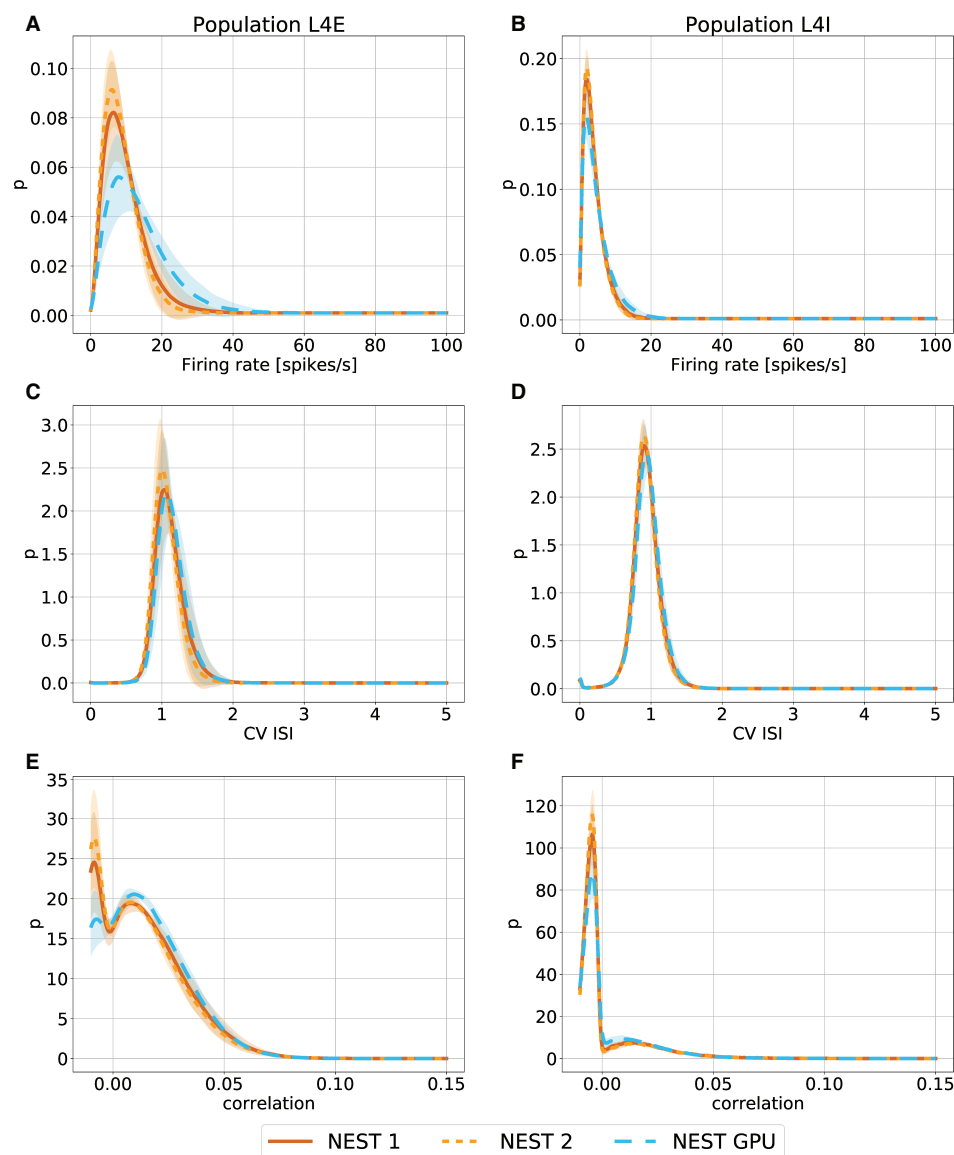 A Population L4E
p
0.10
0.08
0.06
0.04
0.02
0.00
0 20 40 60 80 100
Firing rate [spikes/s]
B Population L4I
p
0.20
0.15
0.10
0.05
0.00
0 20 40 60 80 100
Firing rate [spikes/s]
C
p
3.0
2.5
2.0
1.5
1.0
0.5
0.0
0 1 2 3 4 5
CV ISI
D
p
2.5
2.0
1.5
1.0
0.5
0.0
0 1 2 3 4 5
CV ISI
E
p
35
30
25
20
15
10
5
0
0.00 0.05 0.10 0.15
correlation
F
p
120
100
80
60
40
20
0
0.00 0.05 0.10 0.15
correlation
NEST 1 NEST 2 NEST GPU